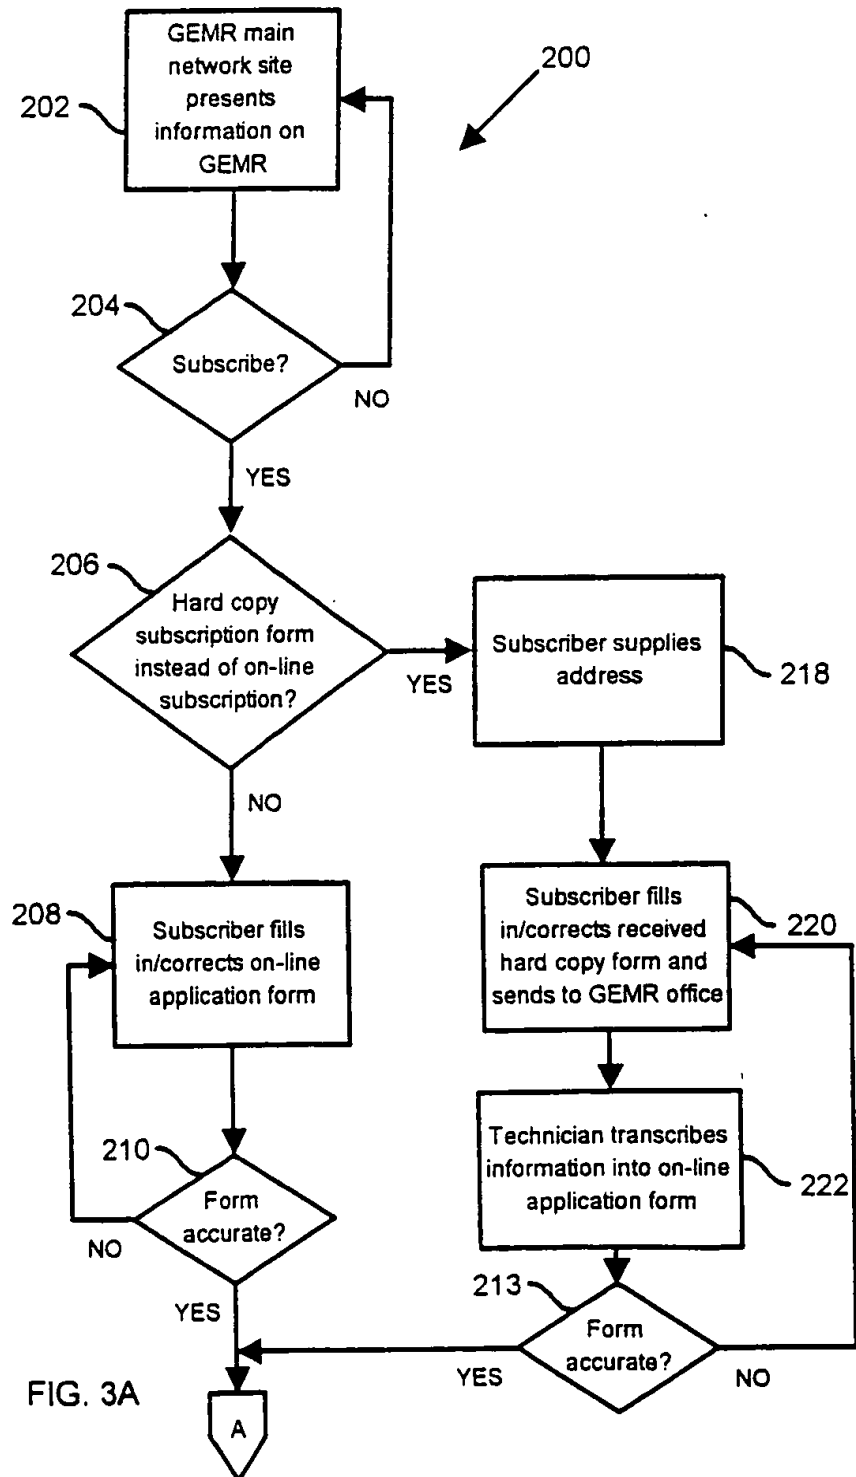 GEMR main
network site
presents
information on
GEMR
200
202
204
Subscribe?
NO
YES
206
Hard copy
subscription form
instead of on-line
subscription?
YES
Subscriber supplies
address
218
NO
208
Subscriber fills
in/corrects on-line
application form
Subscriber fills
in/corrects received
hard copy form and
sends to GEMR office
220
210
Form
accurate?
NO
YES
Technician transcribes
information into on-line
application form
222
213
Form
accurate?
YES
NO
FIG. 3A
A